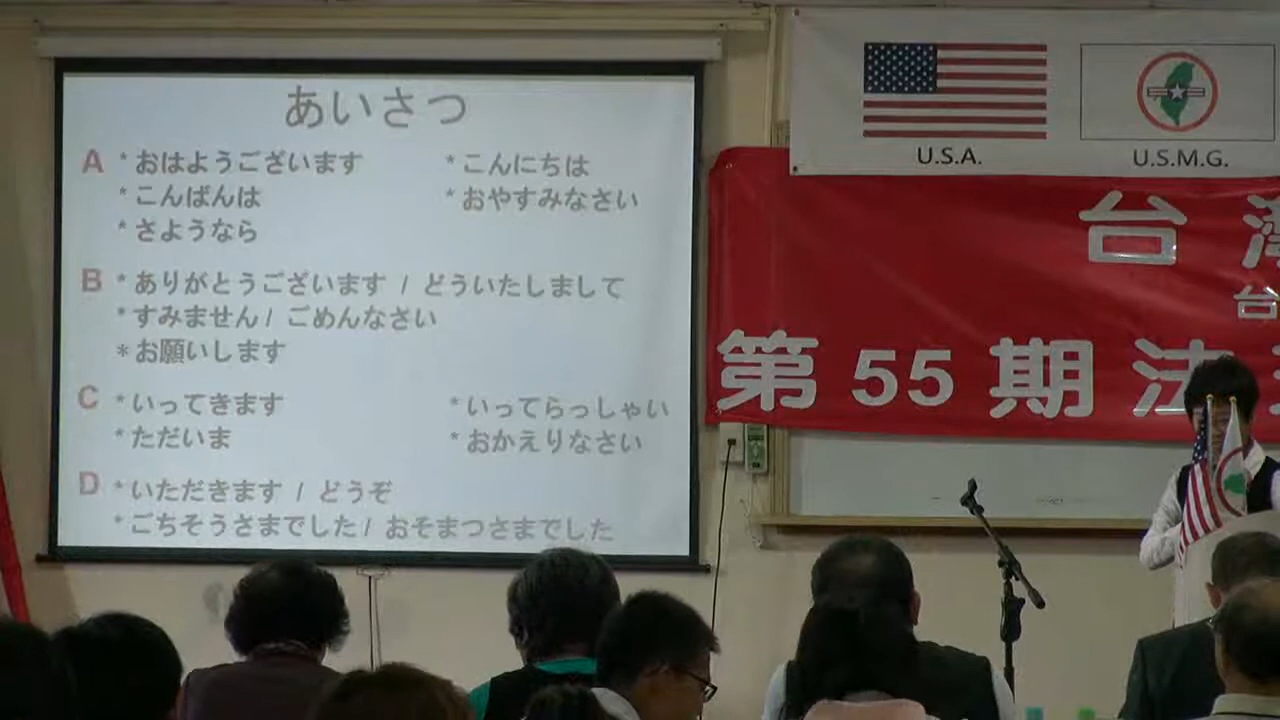 あいさつ
A *おはようございます *こんにちは
*こんばんは *おやすみなさい
*さようなら
B *ありがとうございます / どういたしまして
*すみません/ ごめんなさい
*お願いします
C *いってきます *いってらっしゃい
*ただいま *おかえりなさい
D *いただきます / どうぞ
*ごちそうさまでした/ おそまつさまでした
U.S.A. U.S.M.G.
台
台
第 55 期 法